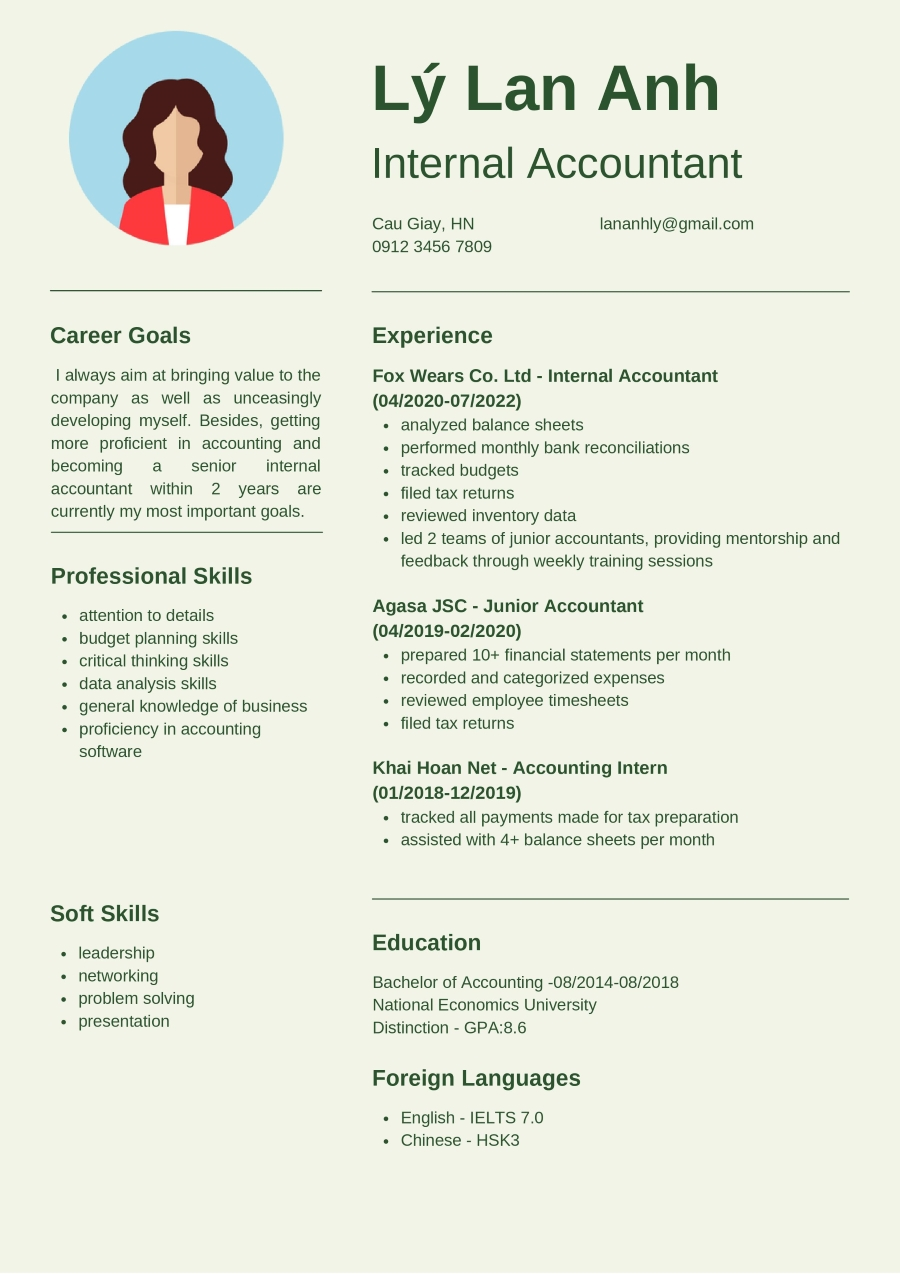 Lý Lan Anh
Internal Accountant
Cau Giay, HN
0912 3456 7809
lananhly@gmail.com
Career Goals
I always aim at bringing value to the
company as well as unceasingly
developing myself. Besides, getting
more proficient in accounting and
becoming a senior internal
accountant within 2 years are
currently my most important goals.
Professional Skills
• attention to details
• budget planning skills
• critical thinking skills
• data analysis skills
• general knowledge of business
• proficiency in accounting
software
Soft Skills
• leadership
• networking
• problem solving
• presentation
Experience
Fox Wears Co. Ltd - Internal Accountant
(04/2020-07/2022)
• analyzed balance sheets
• performed monthly bank reconciliations
• tracked budgets
• filed tax returns
• reviewed inventory data
• led 2 teams of junior accountants, providing mentorship and
feedback through weekly training sessions
Agasa JSC - Junior Accountant
(04/2019-02/2020)
• prepared 10+ financial statements per month
• recorded and categorized expenses
• reviewed employee timesheets
• filed tax returns
Khai Hoan Net - Accounting Intern
(01/2018-12/2019)
• tracked all payments made for tax preparation
• assisted with 4+ balance sheets per month
Education
Bachelor of Accounting -08/2014-08/2018
National Economics University
Distinction - GPA:8.6
Foreign Languages
• English - IELTS 7.0
• Chinese - HSK3